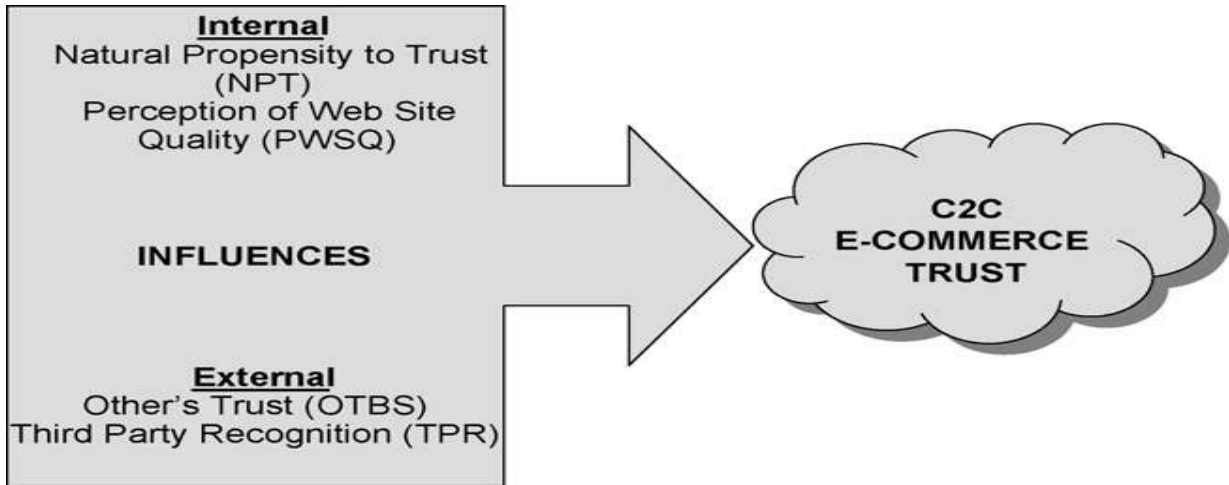 Internal
Natural Propensity to Trust
(NPT)
Perception of Web Site
Quality (PWSQ)
INFLUENCES
External
Other's Trust (OTBS)
Third Party Recognition (TPR)
C2C
E-COMMERCE
TRUST